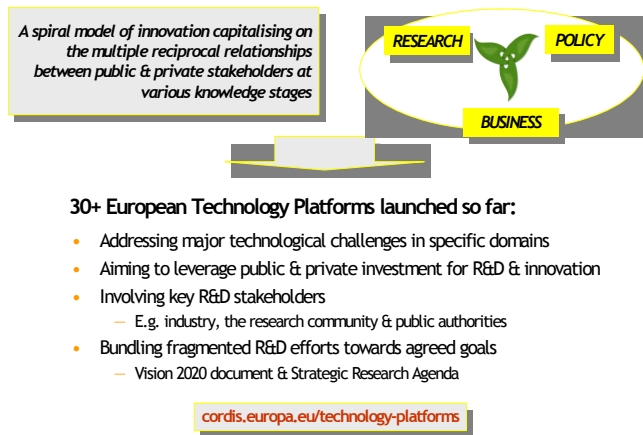 A spiral model of innovation capitalising on
the multiple reciprocal relationships
between public & private stakeholders at
various knowledge stages
RESEARCH
POLICY
BUSINESS
30+ European Technology Platforms launched so far:
• Addressing major technological challenges in specific domains
• Aiming to leverage public & private investment for R&D & innovation
• Involving key R&D stakeholders
— E.g. industry, the research community & public authorities
• Bundling fragmented R&D efforts towards agreed goals
— Vision 2020 document & Strategic Research Agenda
cordis.europa.eu/technology-platforms